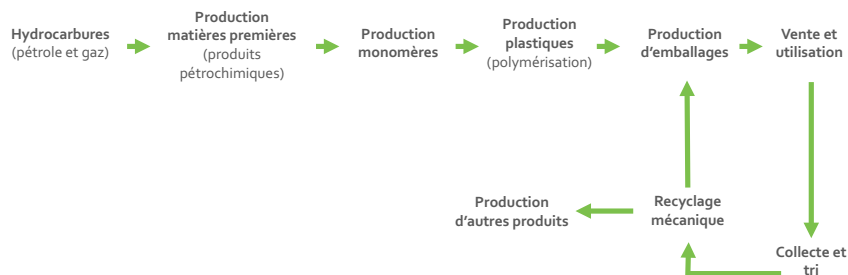 Hydrocarbures
(pétrole et gaz)
Production
matières premières
(produits
pétrochimiques)
Production
monomères
Production
plastiques
(polymérisation)
Production
d'emballages
Vente et
utilisation
Production
d'autres produits
Recyclage
mécanique
Collecte et
tri